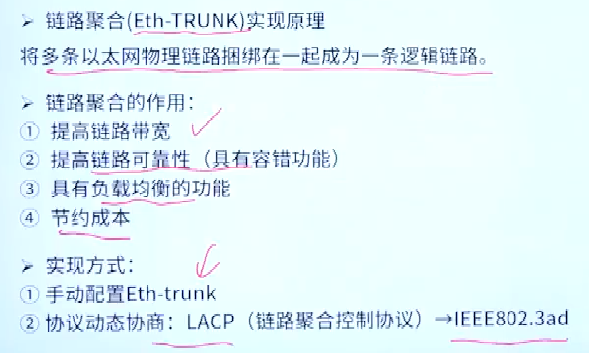 ➢ 链路聚合(Eth-TRUNK)实现原理
将多条以太网物理链路捆绑在一起成为一条逻辑链路。
➢ 链路聚合的作用：
① 提高链路带宽
② 提高链路可靠性（具有容错功能）
③ 具有负载均衡的功能
④ 节约成本
➢ 实现方式：
① 手动配置Eth-trunk
② 协议动态协商：LACP（链路聚合控制协议）→IEEE802.3ad